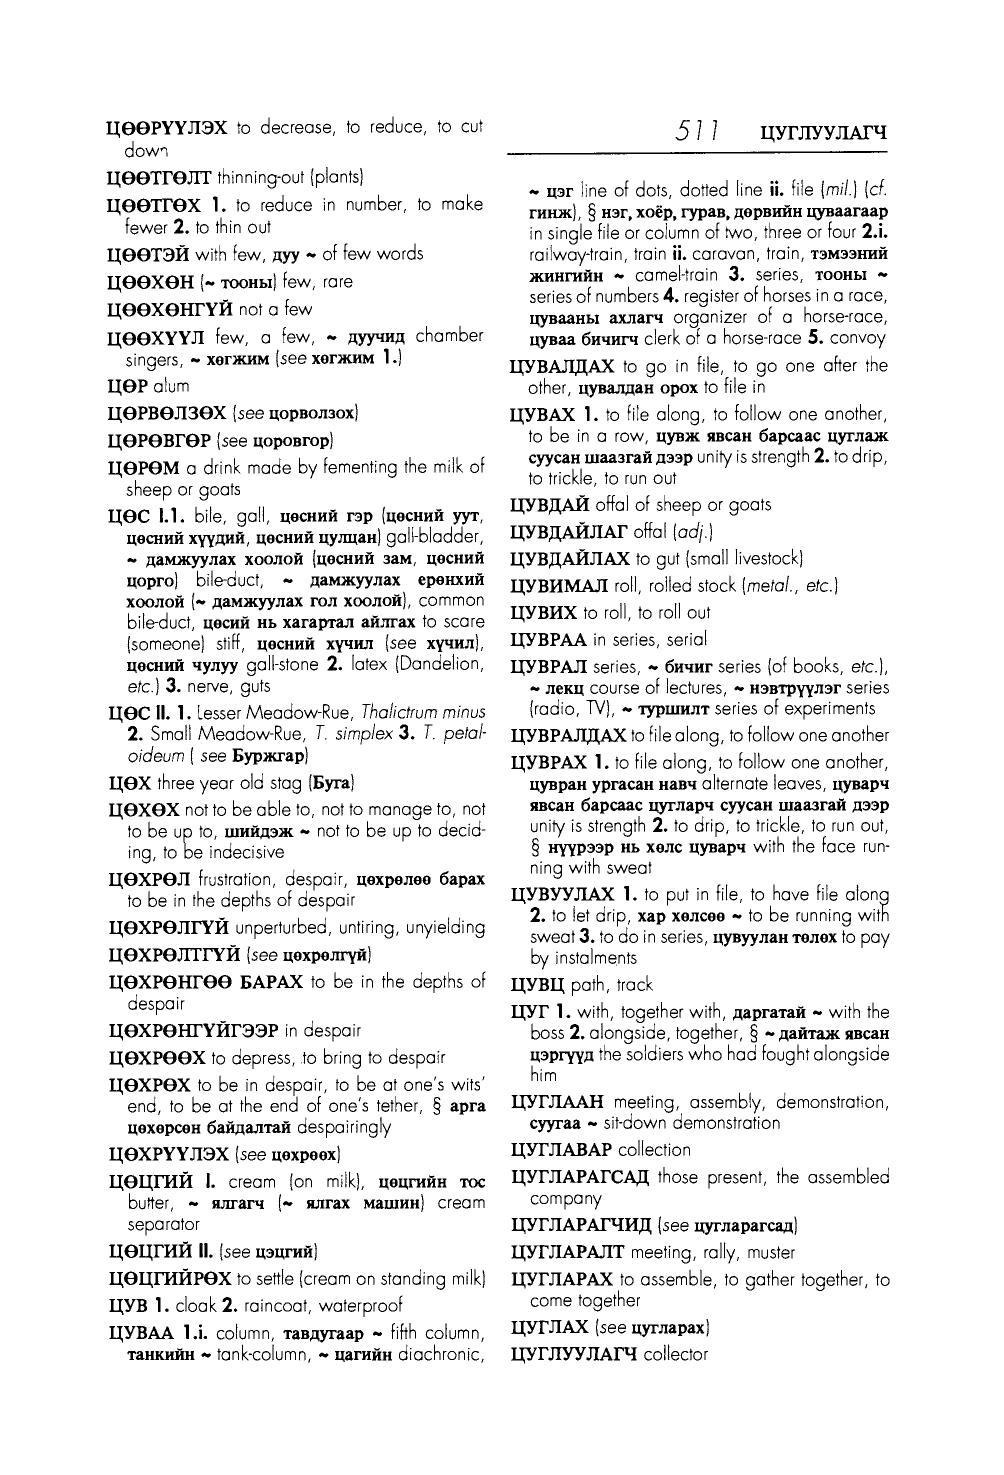 ЦӨӨРҮҮЛЭХ to decrease, to reduce, to cut
down
ЦӨӨТГӨЛТ thinning-out (plants)
ЦӨӨТГӨХ 1. to reduce in number, to make
fewer 2. to thin out
ЦӨӨТЭЙ with few, дуу ~ of few words
ЦӨӨХӨН (~ тооны) few, rare
ЦӨӨХӨНГҮЙ not a few
ЦӨӨХҮҮЛ few, a few, ~ дуучид chamber
singers, ~ хөгжим (see хөгжим 1.)
ЦӨР alum
ЦӨРВӨЛЗӨХ (see цорволзох)
ЦӨРӨВГӨР (see цоровгор)
ЦӨРӨМ a drink made by fementing the milk of
sheep or goats
ЦӨС I.1. bile, gall, цөсний гэр (цөсний уут,
цөсний хүүдий, цөсний цулцан) gall-bladder,
~ дамжуулах хоолой (цөсний зам, цөсний
цорго) bile-duct, ~ дамжуулах ерөнхий
хоолой (~ дамжуулах гол хоолой), common
bile-duct, цөсий нь хагартал айлгах to scare
(someone) stiff, цөсний хүчил (see хүчил),
цөсний чулуу gall-stone 2. latex (Dandelion,
etc.) 3. nerve, guts
ЦӨС II. 1. Lesser Meadow-Rue, Thalictrum minus
2. Small Meadow-Rue, T. simplex 3. T. petal-
oideum ( see Буржгар)
ЦӨХ three year old stag (Буга)
ЦӨХӨХ not to be able to, not to manage to, not
to be up to, шийдэж ~ not to be up to decid-
ing, to be indecisive
ЦӨХРӨЛ frustration, despair, цөхрөлөө барах
to be in the depths of despair
ЦӨХРӨЛГҮЙ unperturbed, untiring, unyielding
ЦӨХРӨЛТГҮЙ (see цөхрөлгүй)
ЦӨХРӨНГӨӨ БАРАХ to be in the depths of
despair
ЦӨХРӨНГҮЙГЭЭР in despair
ЦӨХРӨӨХ to depress, to bring to despair
ЦӨХРӨХ to be in despair, to be at one's wits'
end, to be at the end of one's tether, § арга
цөхөрсөн байдалтай despairingly
ЦӨХРҮҮЛЭХ (see цөхрөөх)
ЦӨЦГИЙ I. cream (on milk), цөцгийн тос
butter, ~ ялгагч (~ ялгах машин) cream
separator
ЦӨЦГИЙ II. (see цэцгий)
ЦӨЦГИЙРӨХ to settle (cream on standing milk)
ЦУВ 1. cloak 2. raincoat, waterproof
ЦУВАА 1.i. column, тавдугаар ~ fifth column,
танкийн ~ tank-column, ~ цагийн diachronic,
511 ЦУГЛУУЛАГЧ
~ цэг line of dots, dotted line ii. file (mil.) (cf.
гинж), § нэг, хоёр, гурав, дөрвийн цуваагаар
in single file or column of two, three or four 2.i.
railway-train, train ii. caravan, train, тэмээний
жингийн ~ camel-train 3. series, тооны ~
series of numbers 4. register of horses in a race,
цувааны ахлагч organizer of a horse-race,
цуваа бичигч clerk of a horse-race 5. convoy
ЦУВАЛДАХ to go in file, to go one after the
other, цувалдан орох to file in
ЦУВАХ 1. to file along, to follow one another,
to be in a row, цувж явсан барсаас цуглаж
суусан шаазгай дээр unity is strength 2. to drip,
to trickle, to run out
ЦУВДАЙ offal of sheep or goats
ЦУВДАЙЛАГ offal (adj.)
ЦУВДАЙЛАХ to gut (small livestock)
ЦУВИМАЛ roll, rolled stock (metal., etc.)
ЦУВИХ to roll, to roll out
ЦУВРАА in series, serial
ЦУВРАЛ series, ~ бичиг series (of books, etc.),
~ лекц course of lectures, ~ нэвтрүүлэг series
(radio, TV), ~ туршилт series of experiments
ЦУВРАЛДАХ to file along, to follow one another
ЦУВРАХ 1. to file along, to follow one another,
цувран ургасан навч alternate leaves, цуварч
явсан барсаас цугларч суусан шаазгай дээр
unity is strength 2. to drip, to trickle, to run out,
§ нүүрээр нь хөлс цуварч with the face run-
ning with sweat
ЦУВУУЛАХ 1. to put in file, to have file along
2. to let drip, хар хөлсөө ~ to be running with
sweat 3. to do in series, цувуулан төлөх to pay
by instalments
ЦУВЦ path, track
ЦУГ 1. with, together with, даргатай ~ with the
boss 2. alongside, together, § ~ дайтаж явсан
цэргүүд the soldiers who had fought alongside
him
ЦУГЛААН meeting, assembly, demonstration,
суугаа ~ sit-down demonstration
ЦУГЛАВАР collection
ЦУГЛАРАГСАД those present, the assembled
company
ЦУГЛАРАГЧИД (see цугларагсад)
ЦУГЛАРАЛТ meeting, rally, muster
ЦУГЛАРАХ to assemble, to gather together, to
come together
ЦУГЛАХ (see цугларах)
ЦУГЛУУЛАГЧ collector